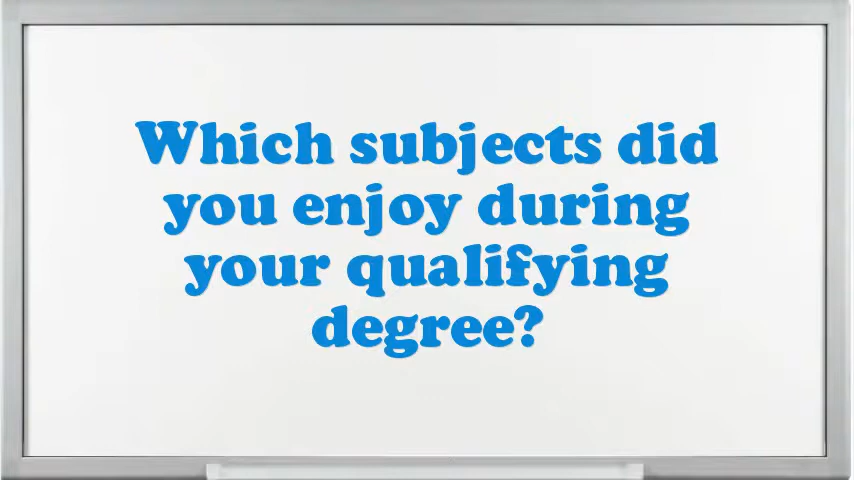 Which subjects did
you enjoy during
your qualifying
degree?